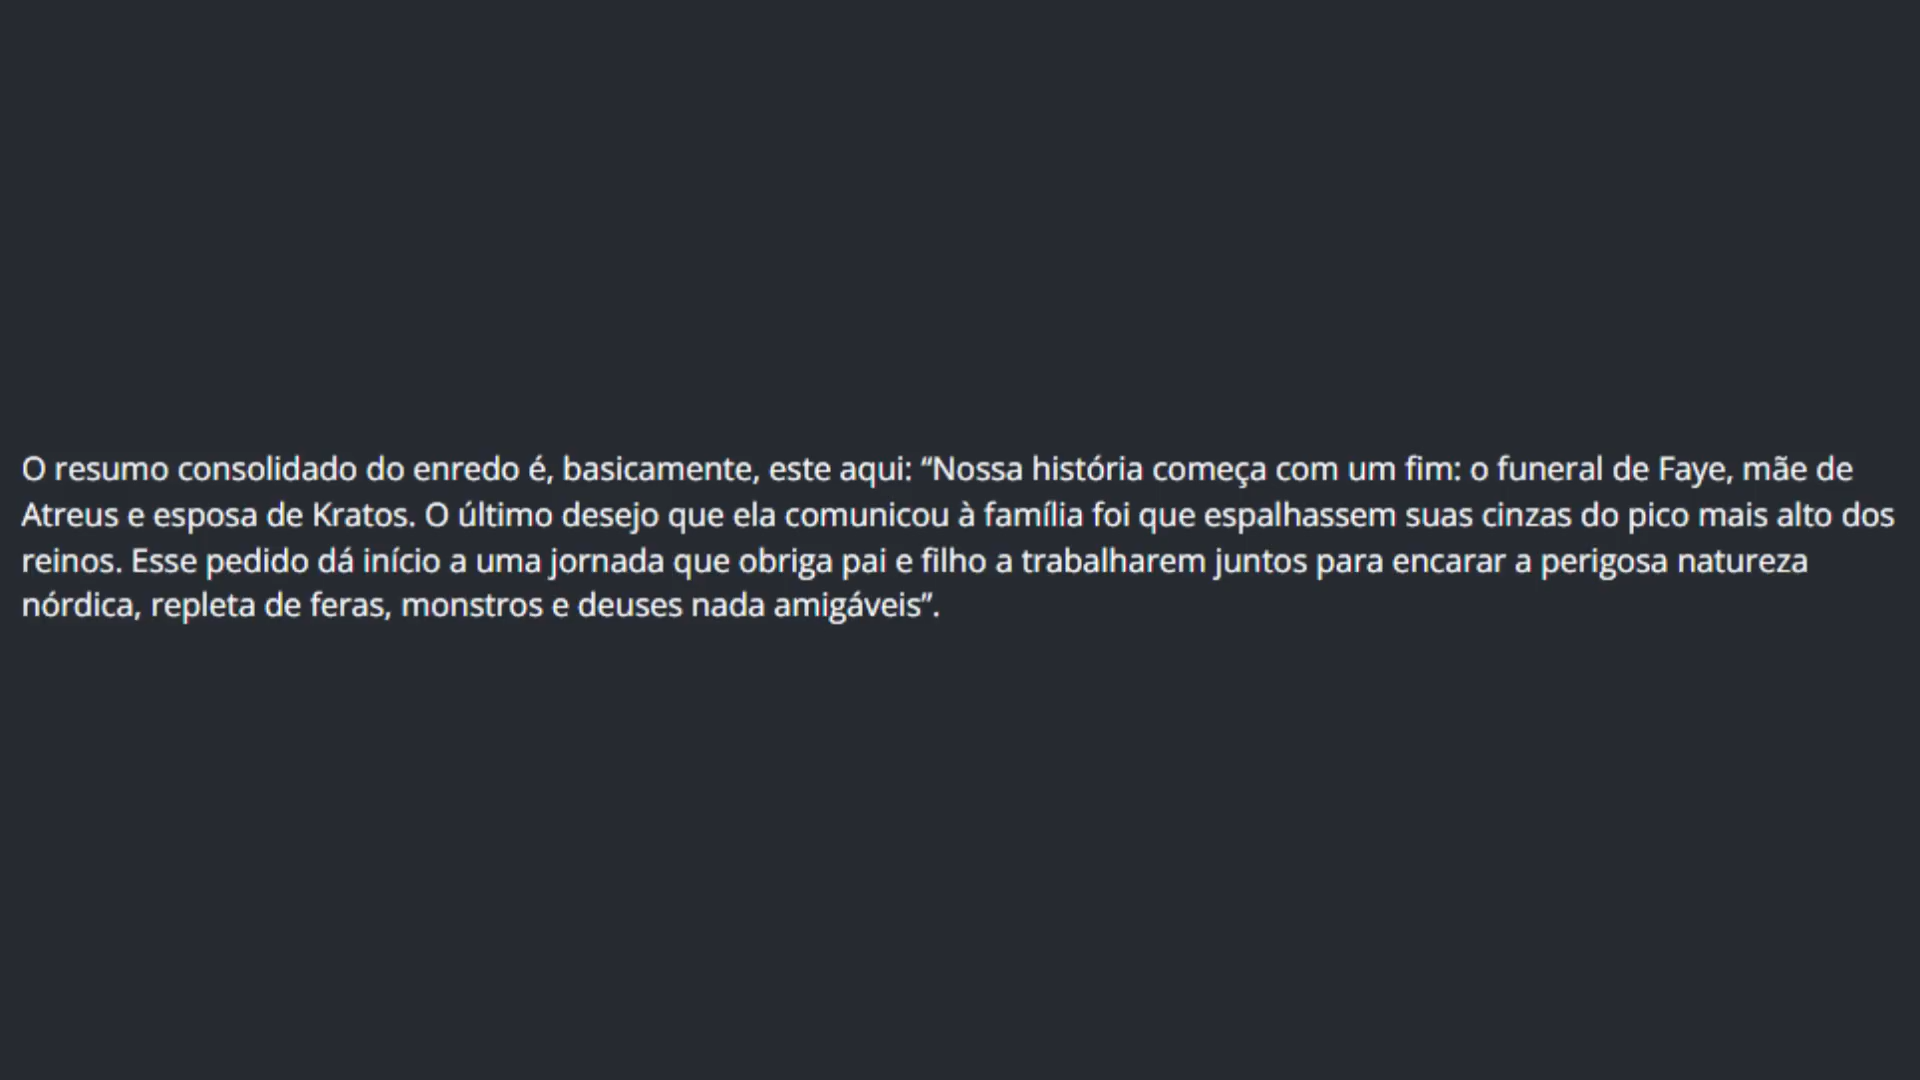 O resumo consolidado do enredo é, basicamente, este aqui: “Nossa história começa com um fim: o funeral de Faye, mãe de
Atreus e esposa de Kratos. O último desejo que ela comunicou à família foi que espalhassem suas cinzas do pico mais alto dos
reinos. Esse pedido dá início a uma jornada que obriga pai e filho a trabalharem juntos para encarar a perigosa natureza
nórdica, repleta de feras, monstros e deuses nada amigáveis”.